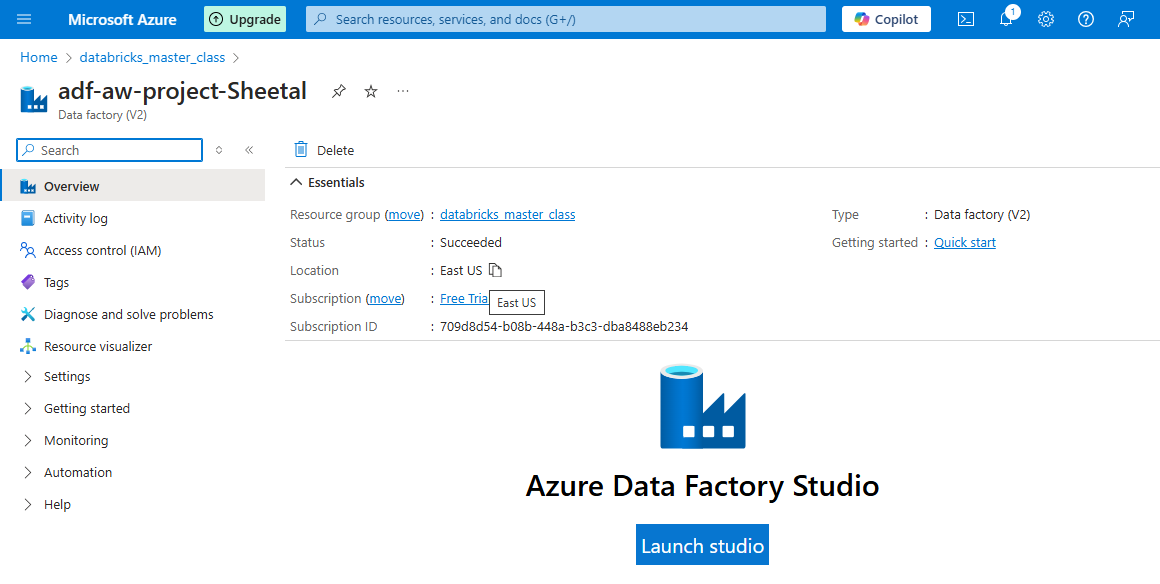 Microsoft Azure
Upgrade
Search resources, services, and docs (G+/)
Copilot
1
Home > databricks_master_class >
adf-aw-project-Sheetal
...
Data factory (V2)
Search
Overview
Activity log
Access control (IAM)
Tags
Diagnose and solve problems
Resource visualizer
Settings
Getting started
Monitoring
Automation
Help
Delete
Essentials
Resource group (move) : databricks_master_class
Status : Succeeded
Location : East US
Subscription (move) : Free Tria
East US
Subscription ID : 709d8d54-b08b-448a-b3c3-dba8488eb234
Type : Data factory (V2)
Getting started : Quick start
Azure Data Factory Studio
Launch studio